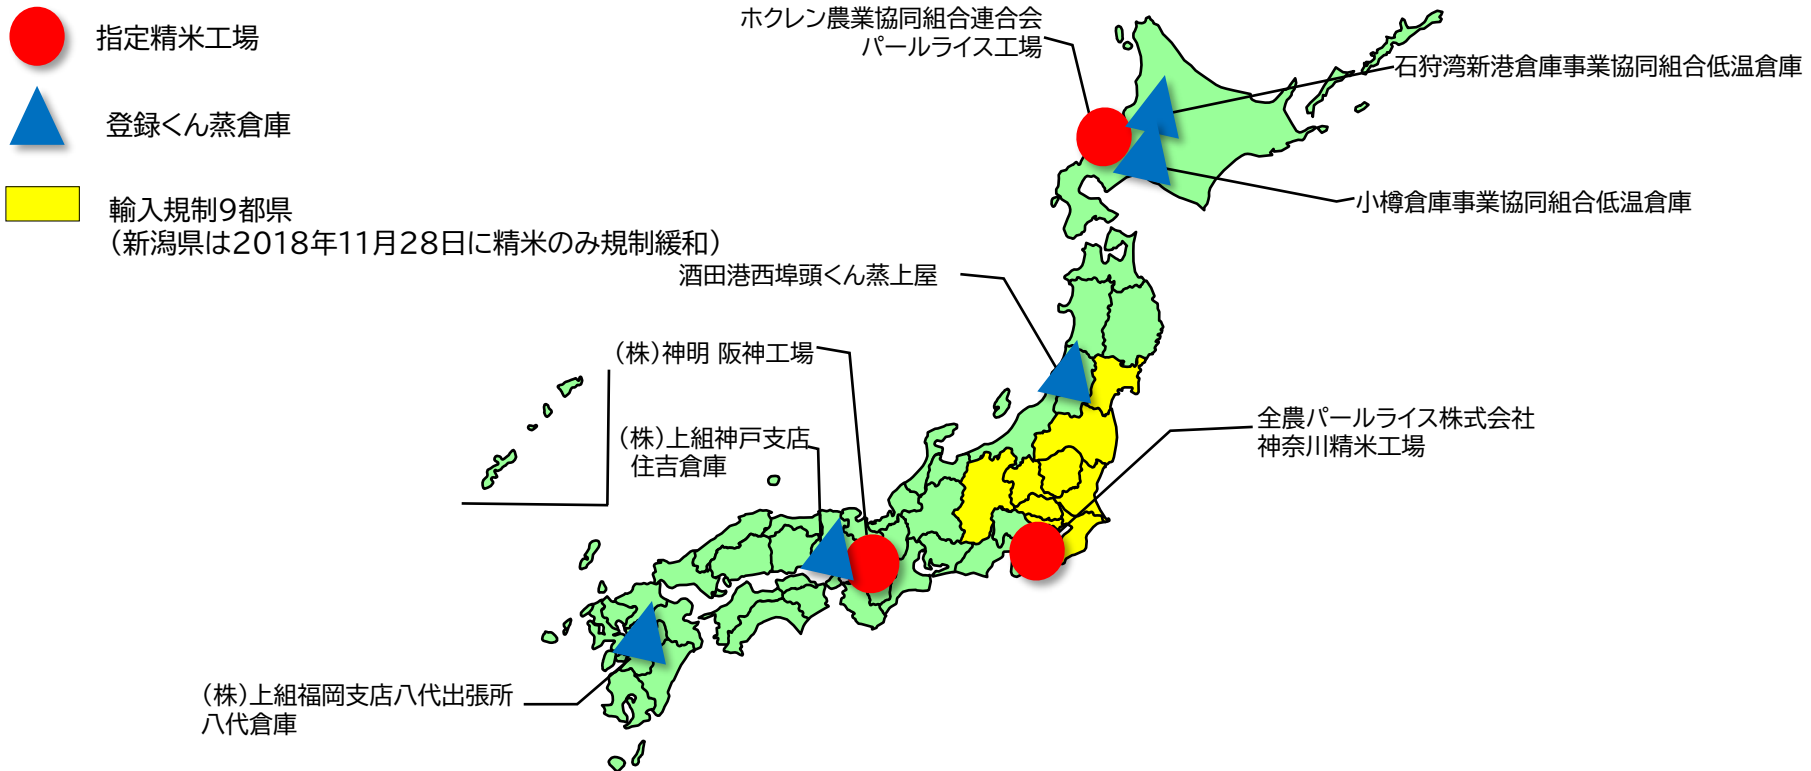 指定精米工場
登録くん蒸倉庫
輸入規制9都県
（新潟県は2018年11月28日に精米のみ規制緩和）
ホクレン農業協同組合連合会
パールライス工場
石狩湾新港倉庫事業協同組合低温倉庫
小樽倉庫事業協同組合低温倉庫
酒田港西埠頭くん蒸上屋
（株）神明 阪神工場
（株）上組神戸支店
住吉倉庫
全農パールライス株式会社
神奈川精米工場
（株）上組福岡支店八代出張所
八代倉庫